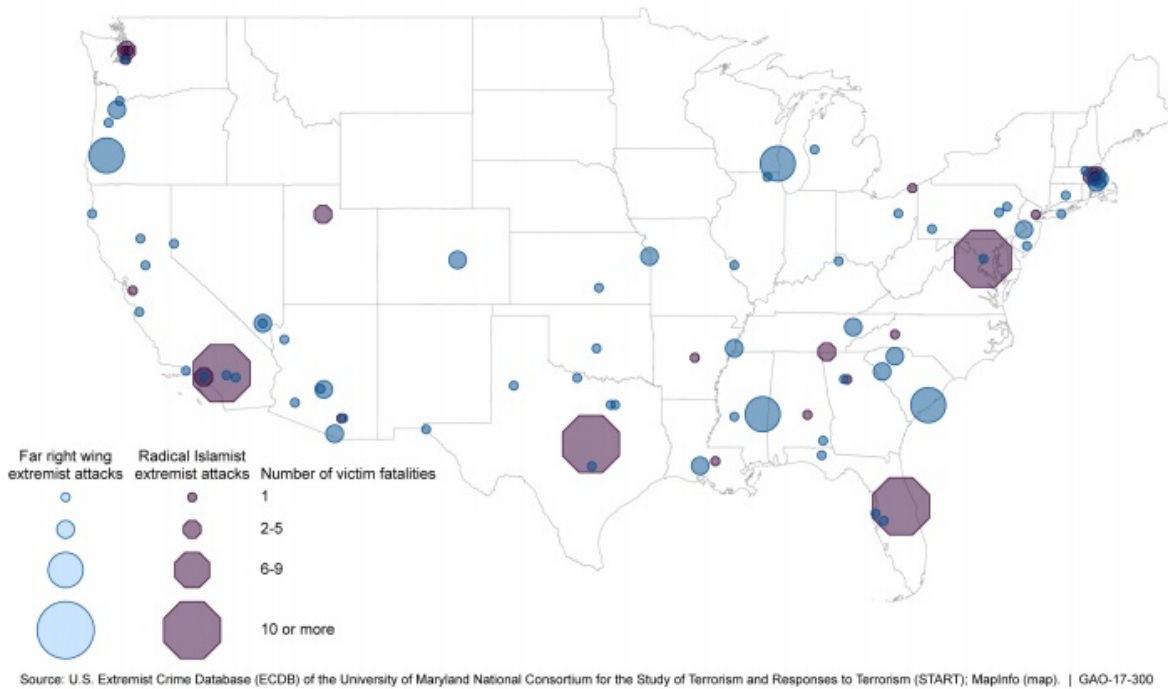 Far right wing
extremist attacks
Radical Islamist
extremist attacks
Number of victim fatalities
1
2-5
6-9
10 or more
Source: U.S. Extremist Crime Database (ECDB) of the University of Maryland National Consortium for the Study of Terrorism and Responses to Terrorism (START); MapInfo (map). | GAO-17-300